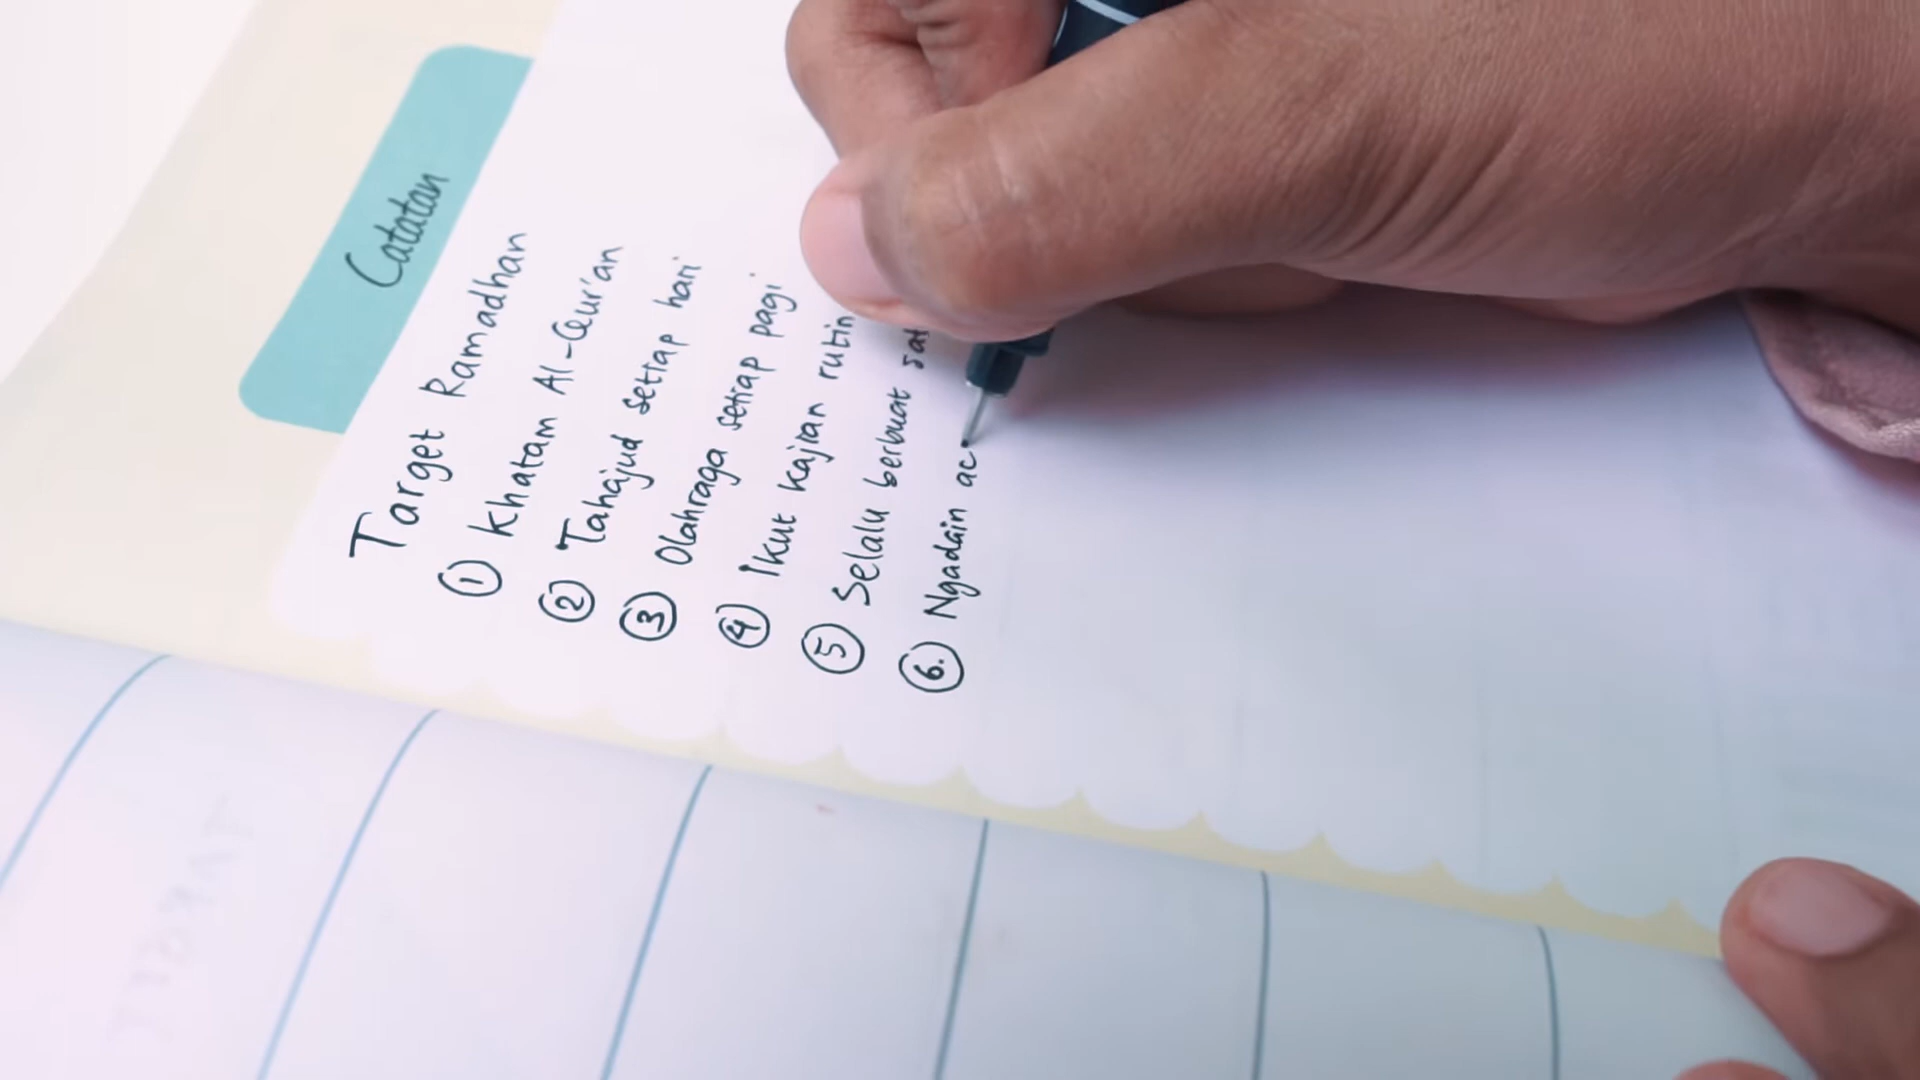 Catatan
Target Ramadhan
① Khatam Al-Qur'an
② Tahajud setiap hari
③ Olahraga setiap pagi
④ Ikut kajian rutin
⑤ Selalu berbuat
⑥. Ngadain ac